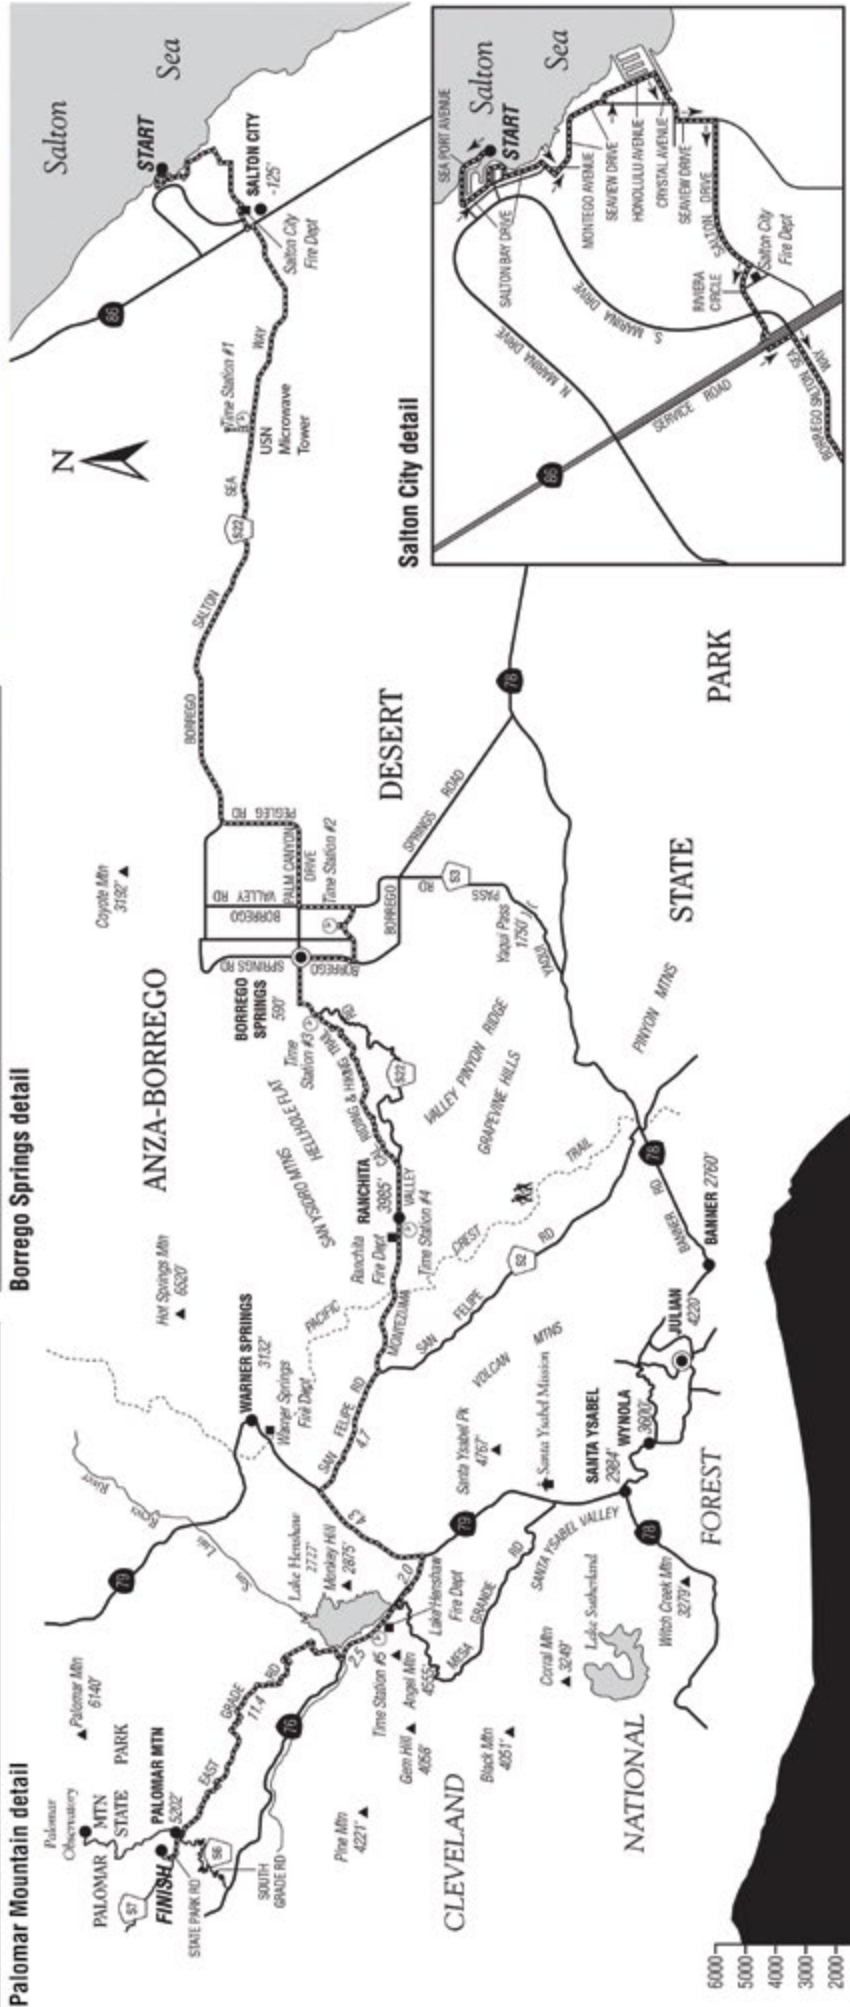 Palomar Mountain detail
Borrego Springs detail
Salton City detail
N
Palomar
Observatory
PALOMAR MTN
STATE PARK
S7
FINISH
PALOMAR MTN
5202'
STATE PARK RD
S6
SOUTH
GRADE RD
Palomar Mtn
6140'
EAST GRADE RD
11.4
76
79
San Luis River
Lake Henshaw
2727'
Monkey Hill
2875'
2.5
2.0
4.3
Time Station #5
Lake Henshaw
Fire Dept
Angel Mtn
4555'
Gem Hill
4058'
Pine Mtn
4221'
Black Mtn
4051'
MESA GRANDE RD
Corral Mtn
3249'
Lake Sutherland
Witch Creek Mtn
3279'
CLEVELAND
NATIONAL
FOREST
WARNER SPRINGS
3132'
Warner Springs
Fire Dept
SAN FELIPE RD
4.7
Hot Springs Mtn
6520'
PACIFIC
CREST
TRAIL
79
Santa Ysabel Pk
4767'
Santa Ysabel Mission
SANTA YSABEL VALLEY
SANTA YSABEL
2984'
WYNOLA
3600'
78
JULIAN
4220'
BANNER 2760'
BANNER RD
78
VOLCAN MTNS
SAN FELIPE RD
S2
MONTEZUMA
VALLEY
RD
Ranchita
Fire Dept
RANCHITA
3985'
Time Station #4
S22
CAL RIDING & HIKING TRAIL
SAN YSIDRO MTNS
HELLHOLE FLAT
Time
Station #3
BORREGO
SPRINGS
590'
ANZA-BORREGO
DESERT
STATE
PARK
Coyote Mtn
3192'
BORREGO
SPRINGS RD
BORREGO
VALLEY RD
PALM CANYON
DRIVE
PEGLEG RD
Time Station #2
BORREGO
SPRINGS ROAD
S3
YAQUI
PASS
RD
Yaqui Pass
1750'
VALLEY PINYON RIDGE
GRAPEVINE HILLS
PINYON MTNS
78
BORREGO
SALTON
SEA
WAY
S22
Time Station #1
USN
Microwave
Tower
86
Salton
Sea
START
SALTON CITY
-125'
Salton City
Fire Dept
Salton
Sea
START
SEA PORT AVENUE
SALTON BAY DRIVE
MONTEGO AVENUE
SEAVIEW DRIVE
HONOLULU AVENUE
CRYSTAL AVENUE
SEAVIEW DRIVE
SALTON DRIVE
Salton City
Fire Dept
RIVIERA
CIRCLE
S. MARINA DRIVE
N. MARINA DRIVE
SERVICE ROAD
86
BORREGO SALTON SEA
WAY
6000
5000
4000
3000
2000